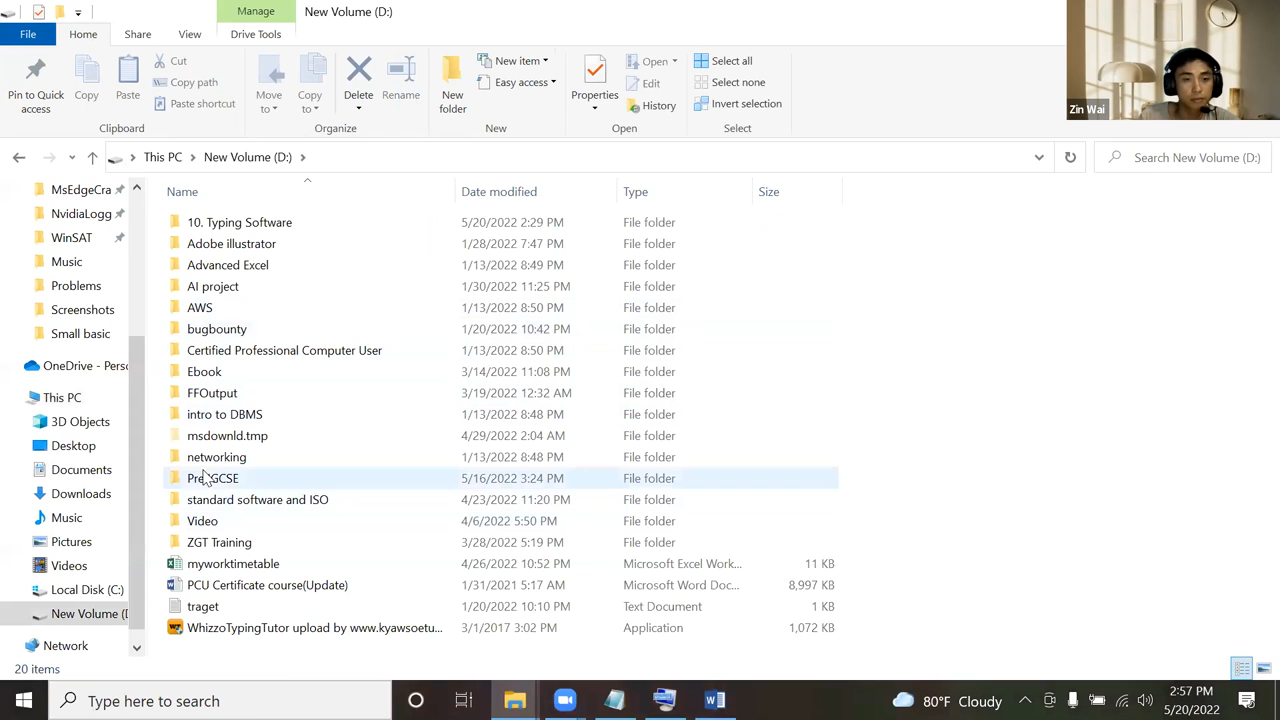 Manage
New Volume (D:)
File
Home
Share
View
Drive Tools
Pin to Quick access
Copy
Paste
Cut
Copy path
Paste shortcut
Move to
Copy to
Delete
Rename
New folder
New item
Easy access
Properties
Open
Edit
History
Select all
Select none
Invert selection
Clipboard
Organize
New
Open
Select
Zin Wai
This PC > New Volume (D:) >
Search New Volume (D:)
MsEdgeCra
NvidiaLogg
WinSAT
Music
Problems
Screenshots
Small basic
OneDrive - Perso
This PC
3D Objects
Desktop
Documents
Downloads
Music
Pictures
Videos
Local Disk (C:)
New Volume (D
Network
Name Date modified Type Size
10. Typing Software 5/20/2022 2:29 PM File folder
Adobe illustrator 1/28/2022 7:47 PM File folder
Advanced Excel 1/13/2022 8:49 PM File folder
AI project 1/30/2022 11:25 PM File folder
AWS 1/13/2022 8:50 PM File folder
bugbounty 1/20/2022 10:42 PM File folder
Certified Professional Computer User 1/13/2022 8:50 PM File folder
Ebook 3/14/2022 11:08 PM File folder
FFOutput 3/19/2022 12:32 AM File folder
intro to DBMS 1/13/2022 8:48 PM File folder
msdownld.tmp 4/29/2022 2:04 AM File folder
networking 1/13/2022 8:48 PM File folder
Pre GCSE 5/16/2022 3:24 PM File folder
standard software and ISO 4/23/2022 11:20 PM File folder
Video 4/6/2022 5:50 PM File folder
ZGT Training 3/28/2022 5:19 PM File folder
myworktimetable 4/26/2022 10:52 PM Microsoft Excel Work... 11 KB
PCU Certificate course(Update) 1/31/2021 5:17 AM Microsoft Word Doc... 8,997 KB
traget 1/20/2022 10:10 PM Text Document 1 KB
WhizzoTypingTutor upload by www.kyawsoetu... 3/1/2017 3:02 PM Application 1,072 KB
20 items
Type here to search
80°F Cloudy
2:57 PM
5/20/2022